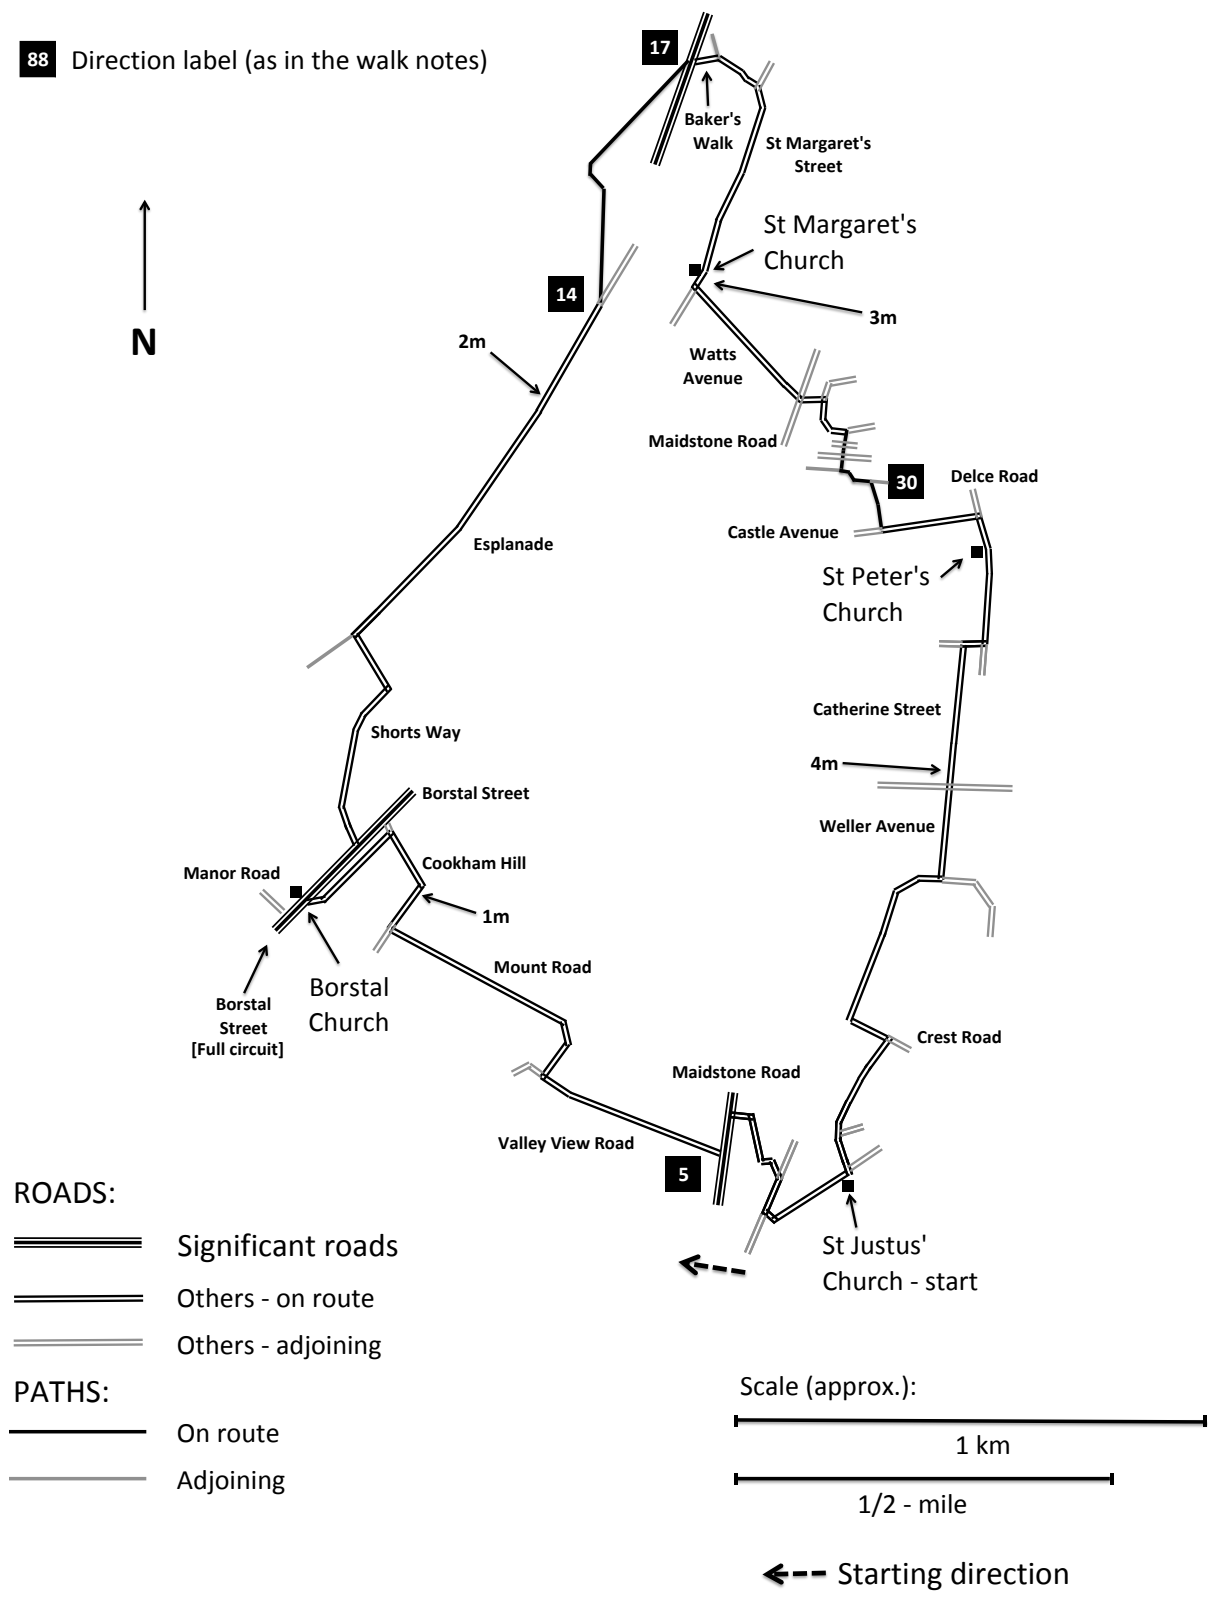 88 Direction label (as in the walk notes)
17
Baker's
Walk
St Margaret's
Street
St Margaret's
Church
14
3m
N
2m
Watts
Avenue
Maidstone Road
30
Delce Road
Castle Avenue
Esplanade
St Peter's
Church
Catherine Street
Shorts Way
4m
Borstal Street
Weller Avenue
Manor Road
Cookham Hill
1m
Mount Road
Borstal
Church
Borstal
Street
[Full circuit]
Crest Road
Maidstone Road
Valley View Road
5
St Justus'
Church - start
ROADS:
Significant roads
Others - on route
Others - adjoining
PATHS:
On route
Adjoining
Scale (approx.):
1 km
1/2 - mile
Starting direction